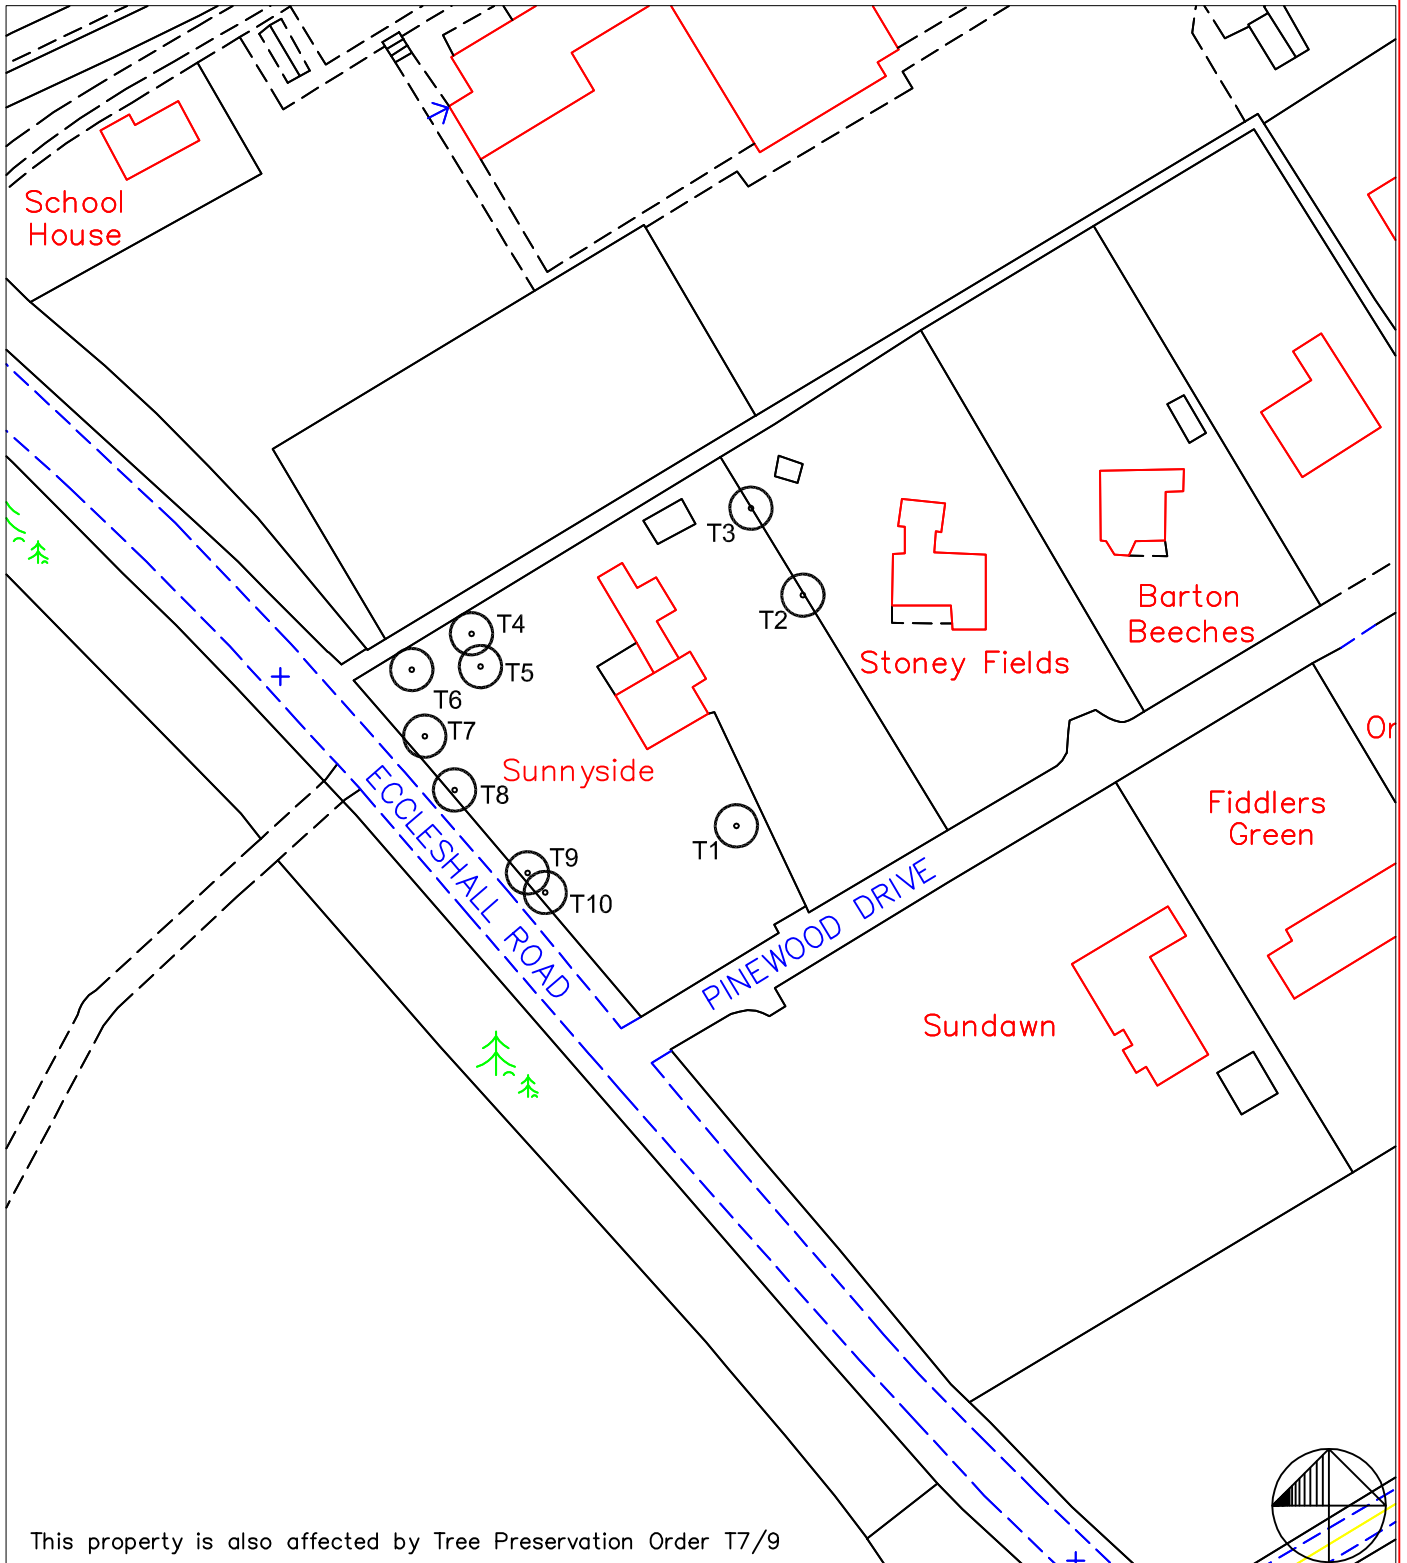 School
House
T3
T2
Barton
Beeches
T4
T5
T6
Stoney Fields
T7
Sunnyside
T8
Or
Fiddlers
Green
T1
T9
T10
ECCLESHALL ROAD
PINEWOOD DRIVE
Sundawn
This property is also affected by Tree Preservation Order T7/9